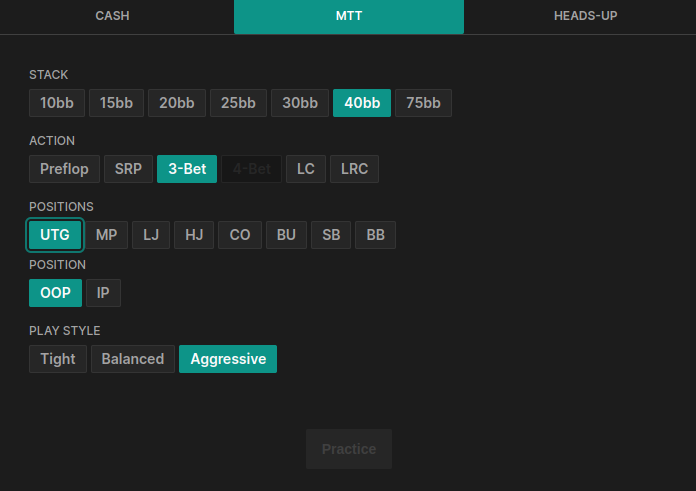 CASH MTT HEADS-UP
STACK
10bb 15bb 20bb 25bb 30bb 40bb 75bb
ACTION
Preflop SRP 3-Bet 4-Bet LC LRC
POSITIONS
UTG MP LJ HJ CO BU SB BB
POSITION
OOP IP
PLAY STYLE
Tight Balanced Aggressive
Practice